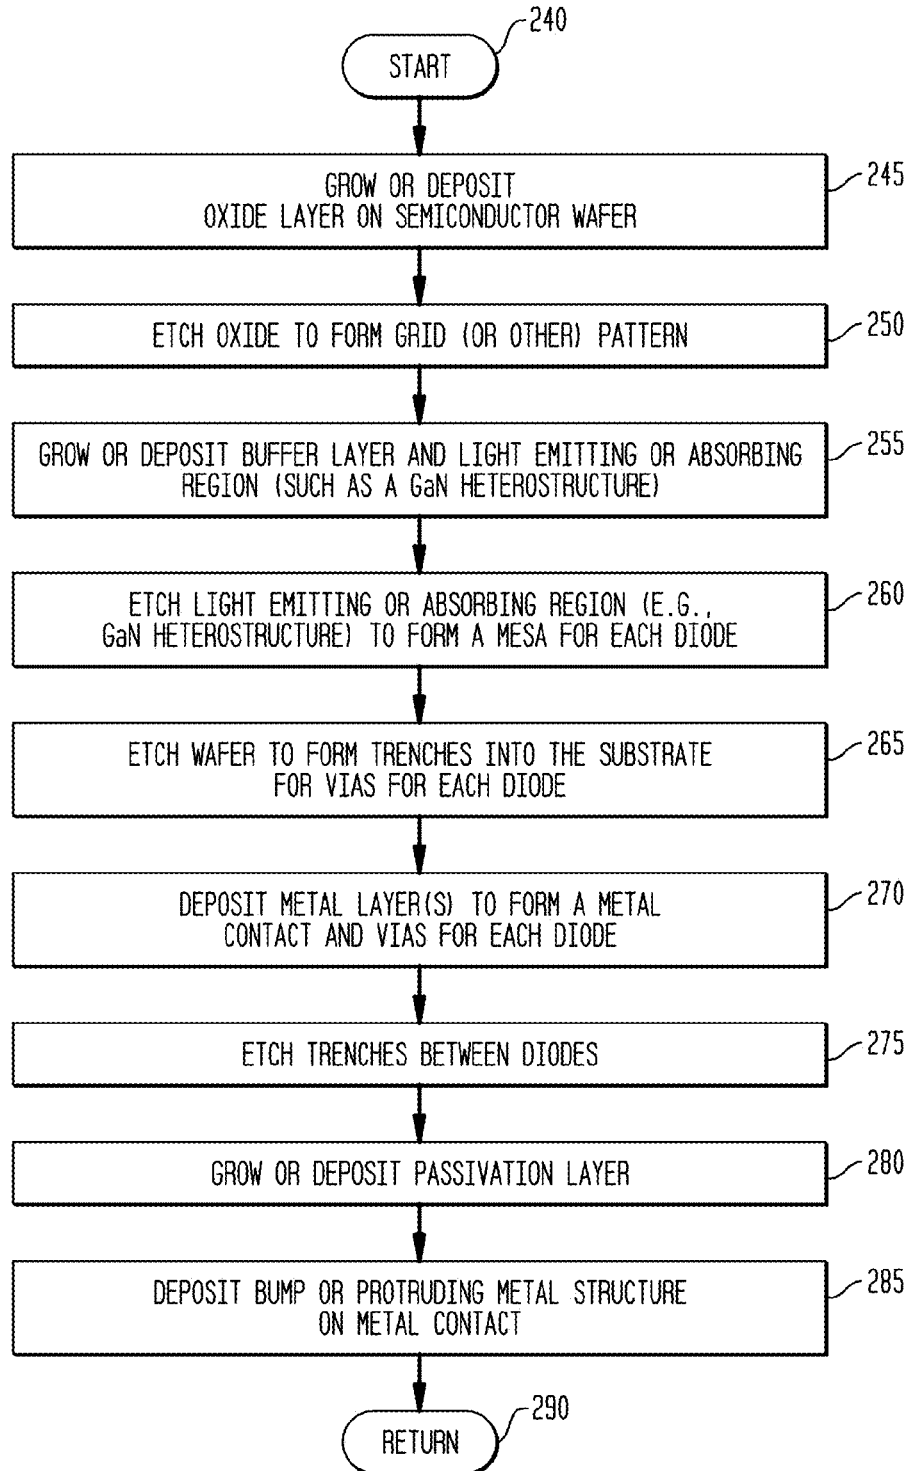 240
START
245
GROW OR DEPOSIT
OXIDE LAYER ON SEMICONDUCTOR WAFER
250
ETCH OXIDE TO FORM GRID (OR OTHER) PATTERN
255
GROW OR DEPOSIT BUFFER LAYER AND LIGHT EMITTING OR ABSORBING
REGION (SUCH AS A GaN HETEROSTRUCTURE)
260
ETCH LIGHT EMITTING OR ABSORBING REGION (E.G.,
GaN HETEROSTRUCTURE) TO FORM A MESA FOR EACH DIODE
265
ETCH WAFER TO FORM TRENCHES INTO THE SUBSTRATE
FOR VIAS FOR EACH DIODE
270
DEPOSIT METAL LAYER(S) TO FORM A METAL
CONTACT AND VIAS FOR EACH DIODE
275
ETCH TRENCHES BETWEEN DIODES
280
GROW OR DEPOSIT PASSIVATION LAYER
285
DEPOSIT BUMP OR PROTRUDING METAL STRUCTURE
ON METAL CONTACT
290
RETURN